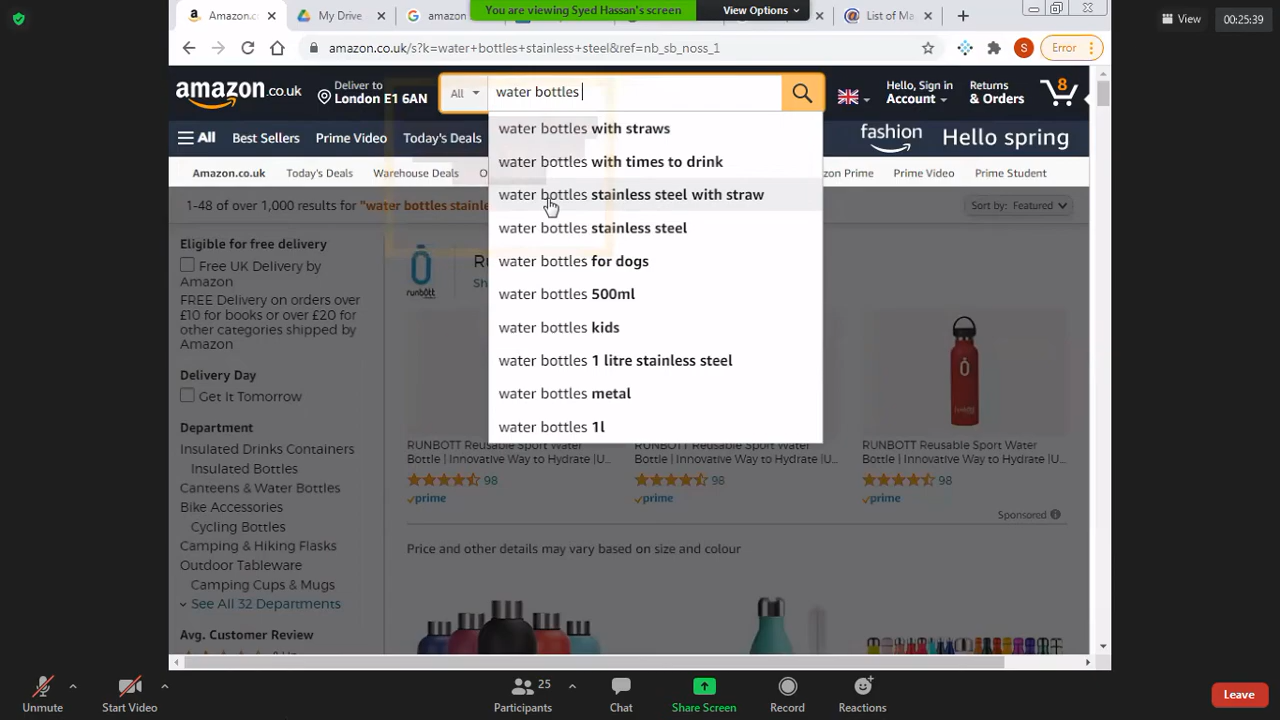 You are viewing Syed Hassan's screen
View Options
View
00:25:39
Amazon.c
My Drive
amazon
List of Ma
amazon.co.uk/s?k=water+bottles+stainless+steel&ref=nb_sb_noss_1
S
Error
amazon.co.uk
Deliver to
London E1 6AN
All
water bottles
Hello, Sign in
Account
Returns
& Orders
8
All
Best Sellers
Prime Video
Today's Deals
fashion
Hello spring
Amazon.co.uk
Today's Deals
Warehouse Deals
Prime Video
Prime Student
water bottles with straws
water bottles with times to drink
water bottles stainless steel with straw
water bottles stainless steel
water bottles for dogs
water bottles 500ml
water bottles kids
water bottles 1 litre stainless steel
water bottles metal
water bottles 1l
1-48 of over 1,000 results for "water bottles stainle
Sort by: Featured
Eligible for free delivery
Free UK Delivery by
Amazon
FREE Delivery on orders over
£10 for books or over £20 for
other categories shipped by
Amazon
Delivery Day
Get It Tomorrow
Department
Insulated Drinks Containers
Insulated Bottles
Canteens & Water Bottles
Bike Accessories
Cycling Bottles
Camping & Hiking Flasks
Outdoor Tableware
Camping Cups & Mugs
See All 32 Departments
Avg. Customer Review
runbott
RUNBOTT Reusable Sport Water
Bottle | Innovative Way to Hydrate |U...
98
prime
RUNBOTT Reusable Sport Water
Bottle | Innovative Way to Hydrate |U...
98
prime
RUNBOTT Reusable Sport Water
Bottle | Innovative Way to Hydrate |U...
98
prime
Sponsored
Price and other details may vary based on size and colour
Unmute
Start Video
25
Participants
Chat
Share Screen
Record
Reactions
Leave